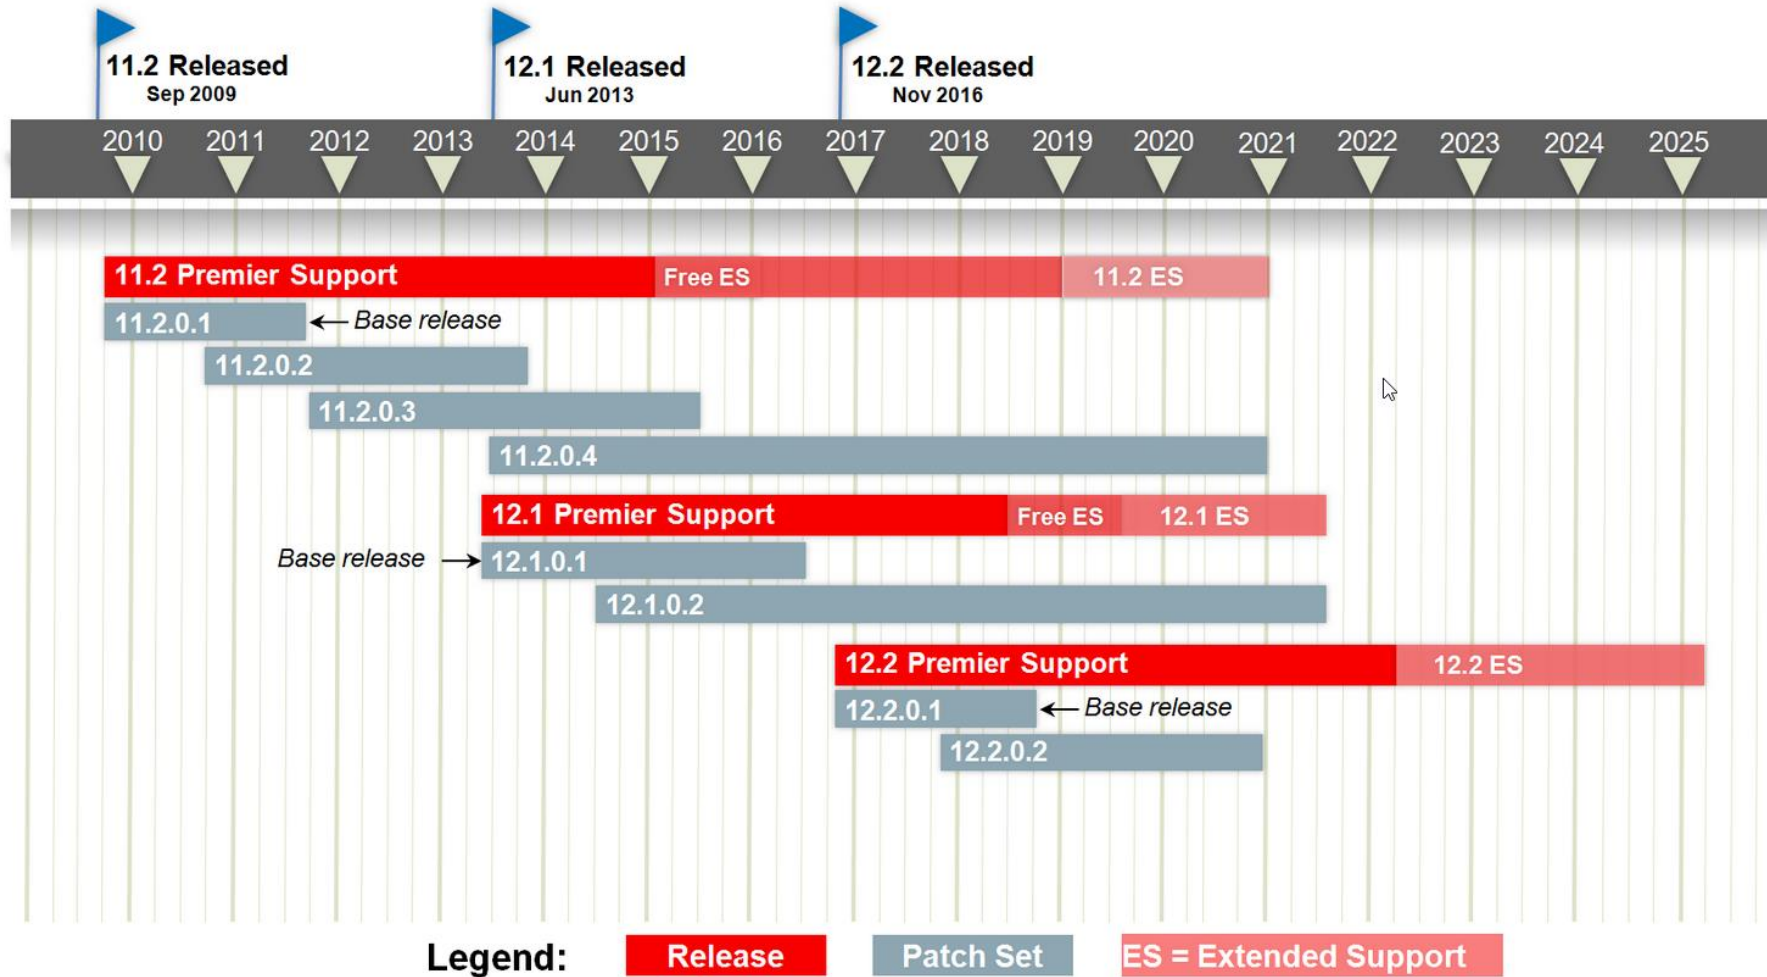 11.2 Released
Sep 2009
12.1 Released
Jun 2013
12.2 Released
Nov 2016
2010 2011 2012 2013 2014 2015 2016 2017 2018 2019 2020 2021 2022 2023 2024 2025
11.2 Premier Support Free ES 11.2 ES
11.2.0.1 Base release
11.2.0.2
11.2.0.3
11.2.0.4
12.1 Premier Support Free ES 12.1 ES
Base release 12.1.0.1
12.1.0.2
12.2 Premier Support 12.2 ES
12.2.0.1 Base release
12.2.0.2
Legend: Release Patch Set ES = Extended Support